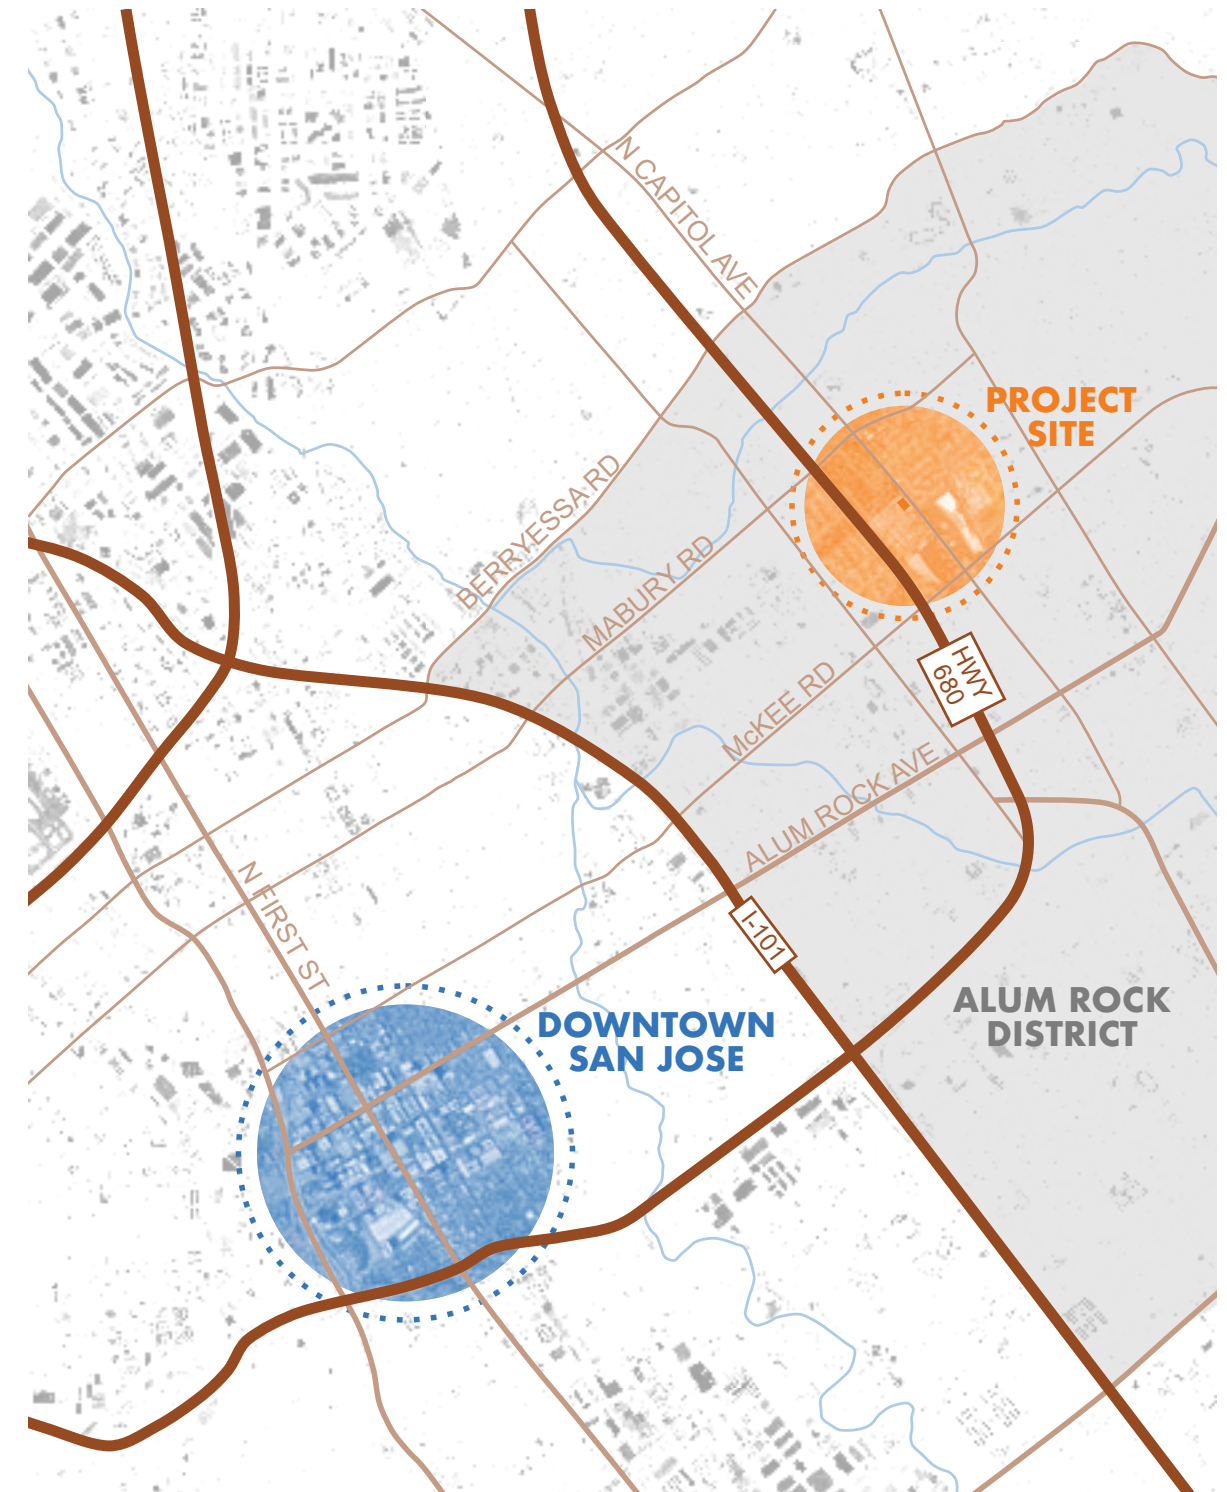 N CAPITOL AVE
PROJECT
SITE
BERRYESSA RD
MABURY RD
HWY
680
McKEE RD
ALUM ROCK AVE
N FIRST ST
I-101
ALUM ROCK
DISTRICT
DOWNTOWN
SAN JOSE